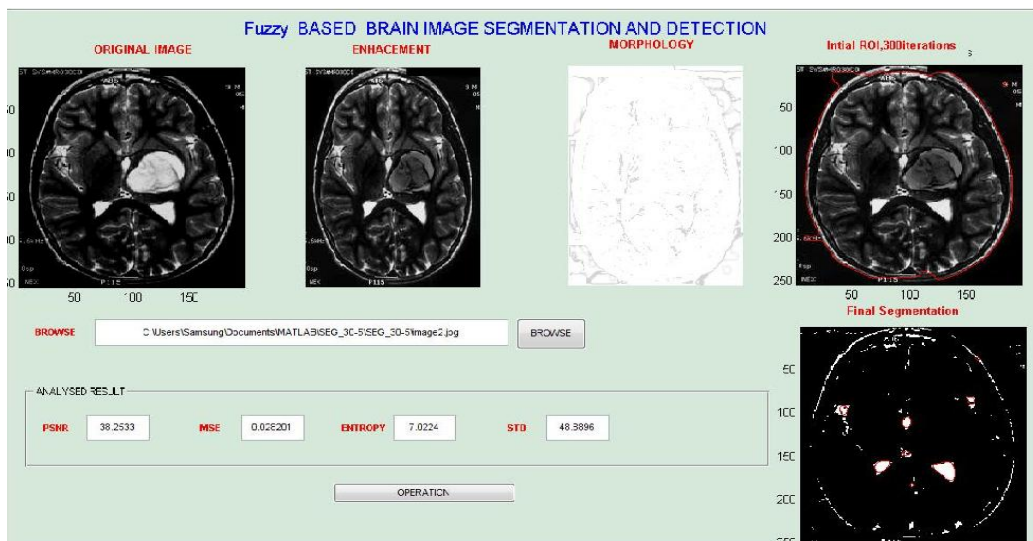 Fuzzy BASED BRAIN IMAGE SEGMENTATION AND DETECTION
ORIGINAL IMAGE
ENHACEMENT
MORPHOLOGY
Intial ROI,300iterations
50
100
150
200
250
50 100 150
50 100 150
BROWSE
C:\Users\Samsung\Documents\MATLAB\SEG_30-5\SEG_30-5\image2.jpg
BROWSE
Final Segmentation
50
100
150
200
ANALYSED RESULT
PSNR 38.2533 MSE 0.028201 ENTROPY 7.0224 STD
OPERATION